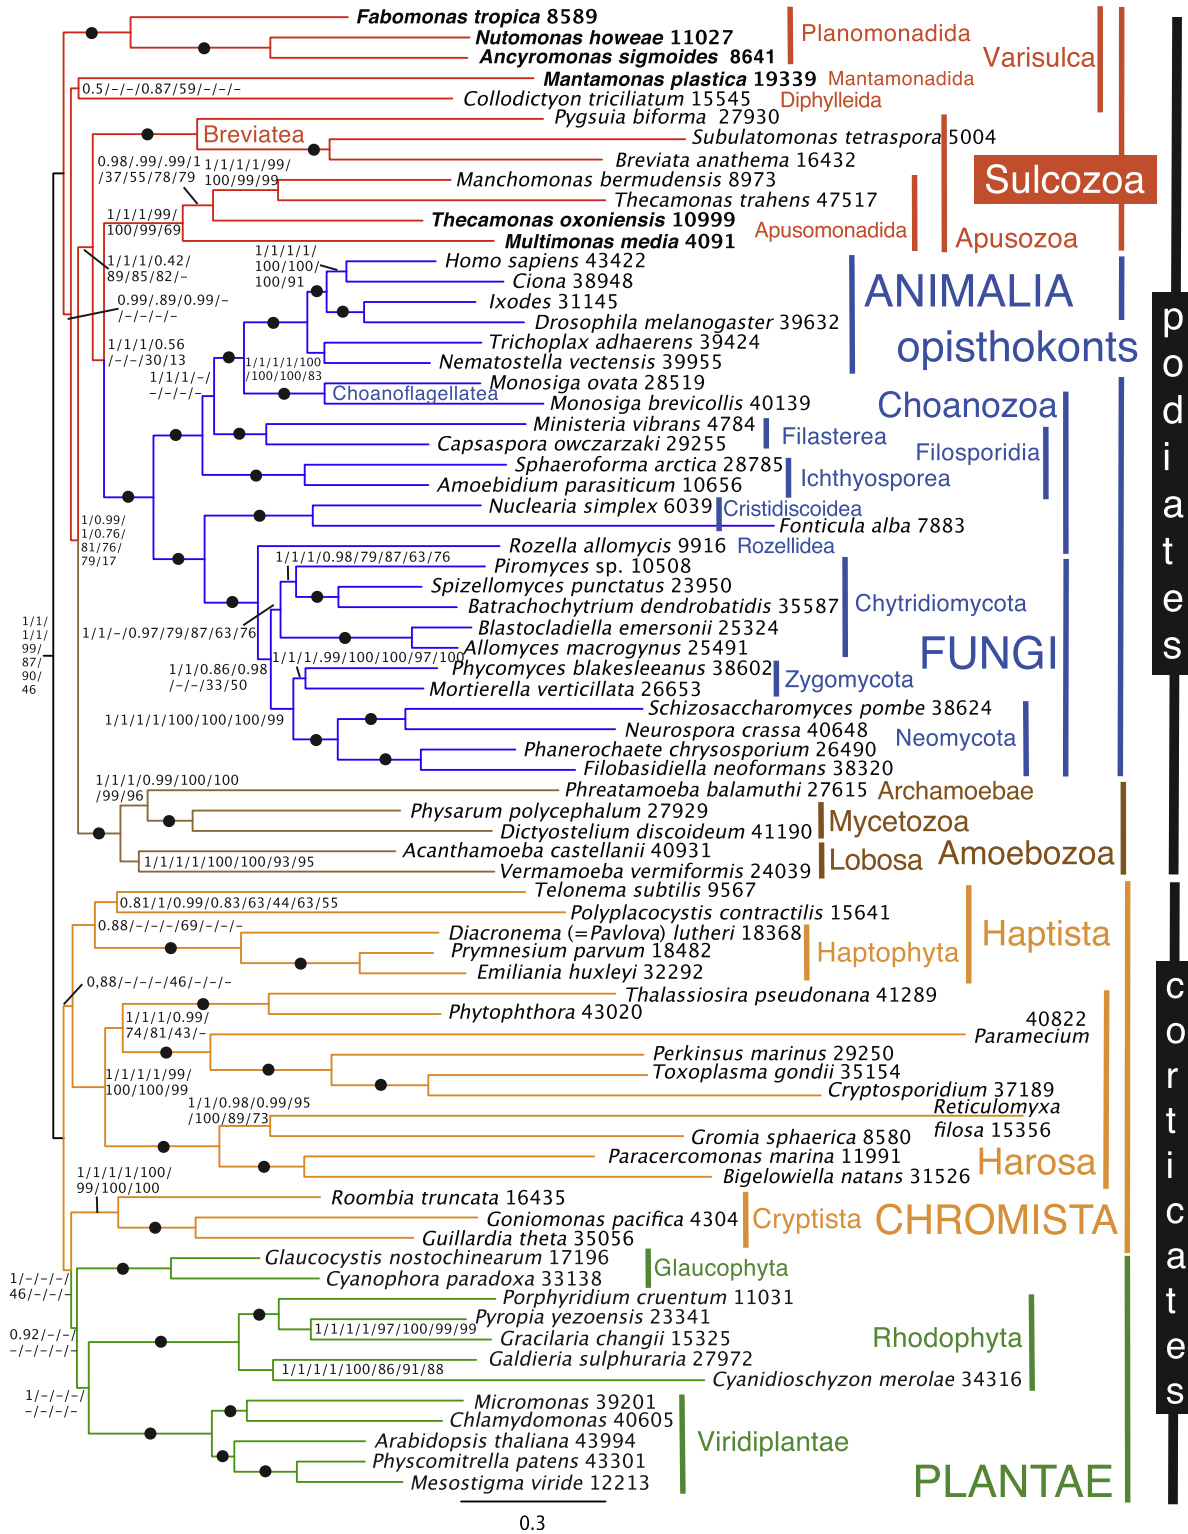 Fabomonas tropica 8589
Nutomonas howeae 11027
Planomonadida
Ancyromonas sigmoides 8641
Varisulca
Mantamonas plastica 19339 Mantamonadida
0.5/–/–/0.87/59/–/–/–
Collodictyon triciliatum 15545 Diphylleida
Pygsuia biforma 27930
Breviatea
Subulatomonas tetraspora 5004
Breviata anathema 16432
0.98/.99/.99/1
/37/55/78/79
1/1/1/1/99/
100/99/99
Manchomonas bermudensis 8973
Sulcozoa
Thecamonas trahens 47517
1/1/1/99/
100/99/69
Thecamonas oxoniensis 10999
Apusomonadida
Apusozoa
Multimonas media 4091
1/1/1/0.42/
89/85/82/–
1/1/1/1/
100/100/
100/91
Homo sapiens 43422
Ciona 38948
ANIMALIA
0.99/.89/0.99/–
/–/–/–/–
Ixodes 31145
Drosophila melanogaster 39632
podiates
1/1/1/0.56
/–/–/30/13
Trichoplax adhaerens 39424
opisthokonts
1/1/1/1/100
/100/100/83
Nematostella vectensis 39955
1/1/1/–/
–/–/–/–
Monosiga ovata 28519
Choanoflagellatea
Monosiga brevicollis 40139
Choanozoa
Ministeria vibrans 4784
Filasterea
Capsaspora owczarzaki 29255
Filosporidia
Sphaeroforma arctica 28785
Ichthyosporea
Amoebidium parasiticum 10656
Nuclearia simplex 6039
Cristidiscoidea
1/0.99/
1/0.76/
81/76/
79/17
Fonticula alba 7883
Rozella allomycis 9916 Rozellidea
1/1/1/0.98/79/87/63/76
Piromyces sp. 10508
Spizellomyces punctatus 23950
Batrachochytrium dendrobatidis 35587
Chytridiomycota
1/1/–/0.97/79/87/63/76
Blastocladiella emersonii 25324
1/1/
1/1/
99/
87/
90/
46
Allomyces macrogynus 25491
FUNGI
1/1/1/.99/100/100/97/100
Phycomyces blakesleeanus 38602
1/1/0.86/0.98
/–/–/33/50
Zygomycota
Mortierella verticillata 26653
Schizosaccharomyces pombe 38624
1/1/1/1/100/100/100/99
Neurospora crassa 40648
Neomycota
Phanerochaete chrysosporium 26490
Filobasidiella neoformans 38320
1/1/1/0.99/100/100
/99/96
Phreatamoeba balamuthi 27615 Archamoebae
Physarum polycephalum 27929
Mycetozoa
Dictyostelium discoideum 41190
Acanthamoeba castellanii 40931
1/1/1/1/100/100/93/95
Lobosa
Amoebozoa
Vermamoeba vermiformis 24039
Telonema subtilis 9567
0.81/1/0.99/0.83/63/44/63/55
Polyplacocystis contractilis 15641
0.88/–/–/–/69/–/–/–
Diacronema (=Pavlova) lutheri 18368
Haptista
Prymnesium parvum 18482
Haptophyta
Emiliania huxleyi 32292
0,88/–/–/–/46/–/–/–
Thalassiosira pseudonana 41289
corticates
Phytophthora 43020
1/1/1/0.99/
74/81/43/–
40822
Paramecium
Perkinsus marinus 29250
1/1/1/1/99/
100/100/99
Toxoplasma gondii 35154
Cryptosporidium 37189
1/1/0.98/0.99/95
/100/89/73
Reticulomyxa
filosa 15356
Gromia sphaerica 8580
Paracercomonas marina 11991
Harosa
1/1/1/1/100/
99/100/100
Bigelowiella natans 31526
Roombia truncata 16435
Goniomonas pacifica 4304
Cryptista
CHROMISTA
Guillardia theta 35056
Glaucocystis nostochinearum 17196
Glaucophyta
1/–/–/–/
46/–/–/–
Cyanophora paradoxa 33138
Porphyridium cruentum 11031
Pyropia yezoensis 23341
1/1/1/1/97/100/99/99
0.92/–/–/
–/–/–/–/–
Gracilaria changii 15325
Rhodophyta
Galdieria sulphuraria 27972
1/1/1/1/100/86/91/88
Cyanidioschyzon merolae 34316
1/–/–/–/
–/–/–/–
Micromonas 39201
Chlamydomonas 40605
Arabidopsis thaliana 43994
Viridiplantae
Physcomitrella patens 43301
Mesostigma viride 12213
PLANTAE
0.3